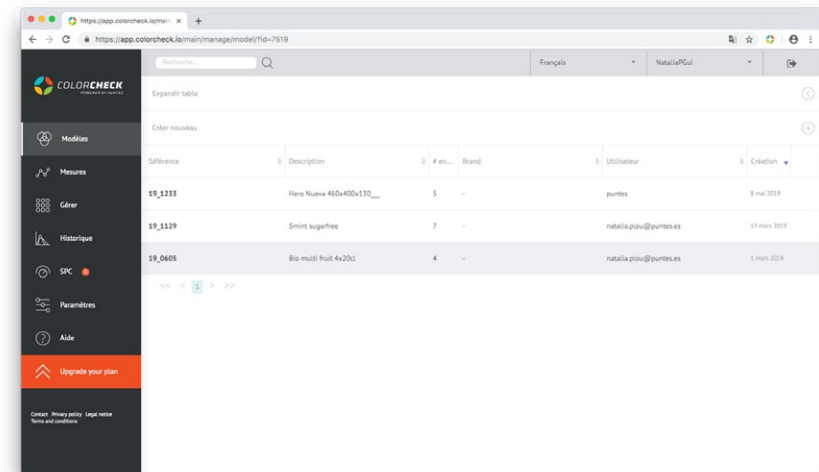 https://app.colorcheck.io/main
https://app.colorcheck.io/main/manage/model/?id=7519
COLORCHECK
Recherche...
Français
NataliaPGui
Expandir tabla
Créer nouveau
Modèles
Mesures
Gérer
Historique
SPC
Paramètres
Aide
Upgrade your plan
Contact Privacy policy Legal notice
Terms and conditions
Séférence Description # en... Brand Utilisateur Création
19_1233 Hero Nueva 460x400x130__ 5 - puntes 8 mai 2019
19_1129 Smint sugarfree 7 - natalia.plou@puntes.es 13 mars 2019
19_0605 Bio multi fruit 4x20cl 4 - natalia.plou@puntes.es 1 mars 2019
<< < 1 > >>